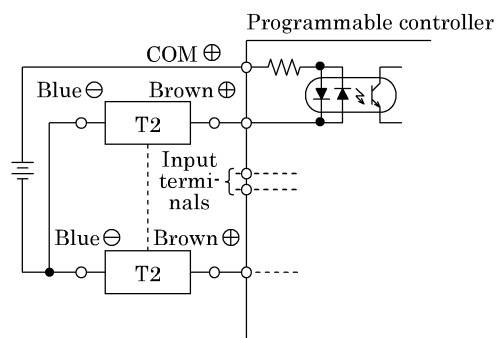 Programmable controller
COM ⊕
Blue ⊖ Brown ⊕
T2
Input
termi-
nals
Blue ⊖ Brown ⊕
T2